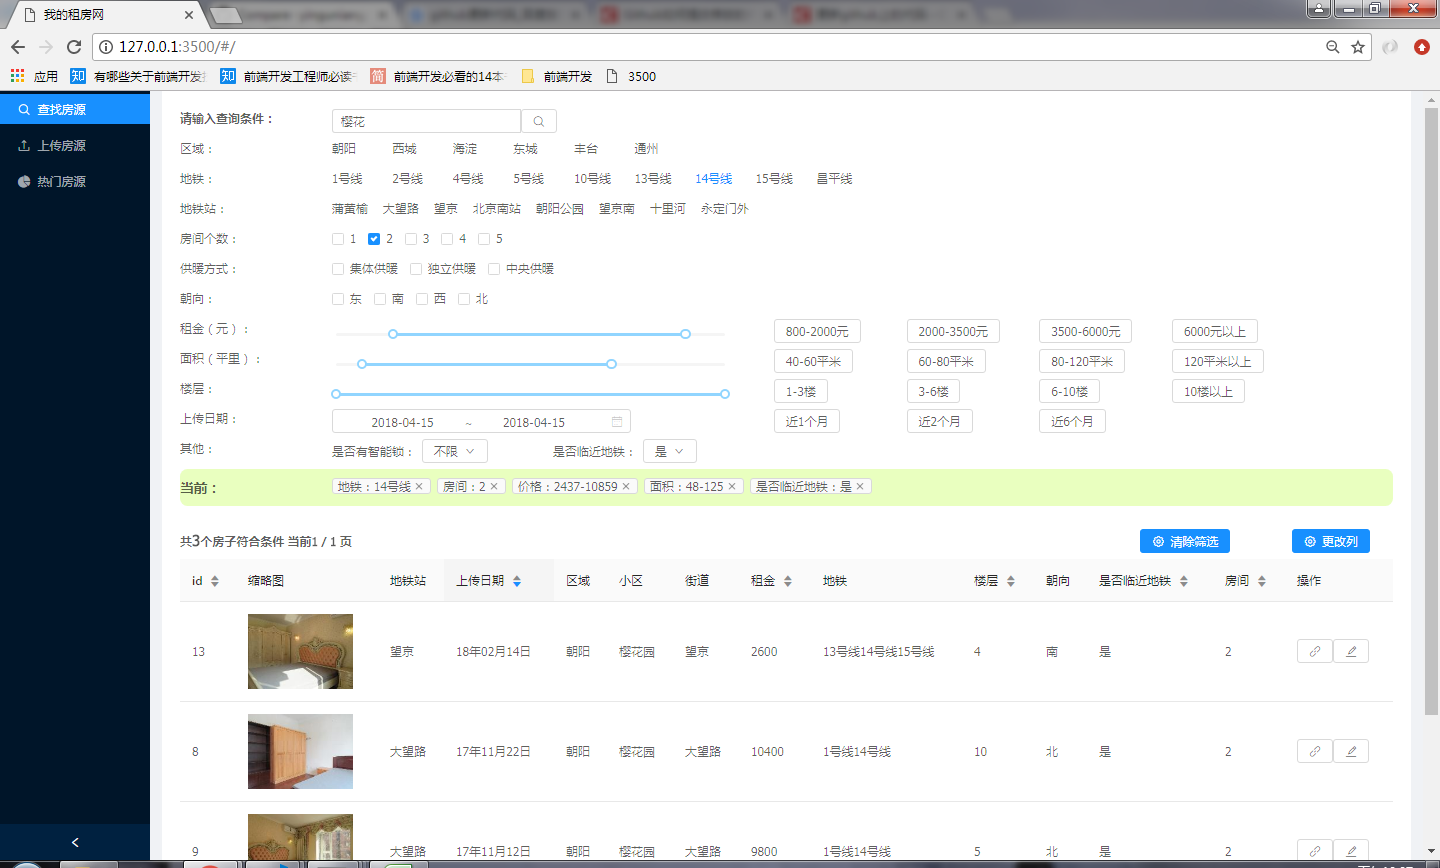 我的租房网
127.0.0.1:3500/#/
应用 有哪些关于前端开发 前端开发工程师必读 前端开发必看的14本 前端开发 3500
查找房源
上传房源
热门房源
请输入查询条件： 樱花
区域： 朝阳 西城 海淀 东城 丰台 通州
地铁： 1号线 2号线 4号线 5号线 10号线 13号线 14号线 15号线 昌平线
地铁站： 蒲黄榆 大望路 望京 北京南站 朝阳公园 望京南 十里河 永定门外
房间个数： 1 2 3 4 5
供暖方式： 集体供暖 独立供暖 中央供暖
朝向： 东 南 西 北
租金（元）： 800-2000元 2000-3500元 3500-6000元 6000元以上
面积（平里）： 40-60平米 60-80平米 80-120平米 120平米以上
楼层： 1-3楼 3-6楼 6-10楼 10楼以上
上传日期： 2018-04-15 ~ 2018-04-15 近1个月 近2个月 近6个月
其他： 是否有智能锁： 不限 是否临近地铁： 是
当前： 地铁：14号线 × 房间：2 × 价格：2437-10859 × 面积：48-125 × 是否临近地铁：是 ×
共3个房子符合条件 当前1 / 1 页 清除筛选 更改列
id 缩略图 地铁站 上传日期 区域 小区 街道 租金 地铁 楼层 朝向 是否临近地铁 房间 操作
13 望京 18年02月14日 朝阳 樱花园 望京 2600 13号线14号线15号线 4 南 是 2
8 大望路 17年11月22日 朝阳 樱花园 大望路 10400 1号线14号线 10 北 是 2
9 大望路 17年11月12日 朝阳 樱花园 大望路 9800 1号线14号线 5 北 是 2